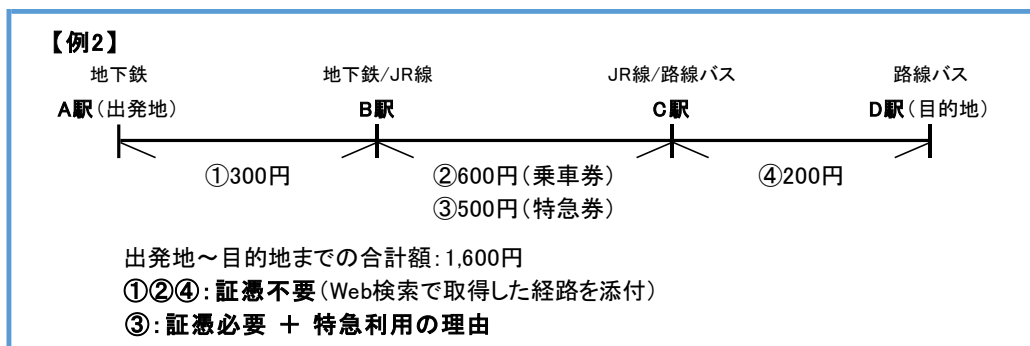 【例2】
地下鉄 地下鉄/JR線 JR線/路線バス 路線バス
A駅(出発地) B駅 C駅 D駅(目的地)
①300円 ②600円(乗車券) ④200円
③500円(特急券)
出発地～目的地までの合計額:1,600円
①②④:証憑不要(Web検索で取得した経路を添付)
③:証憑必要 + 特急利用の理由